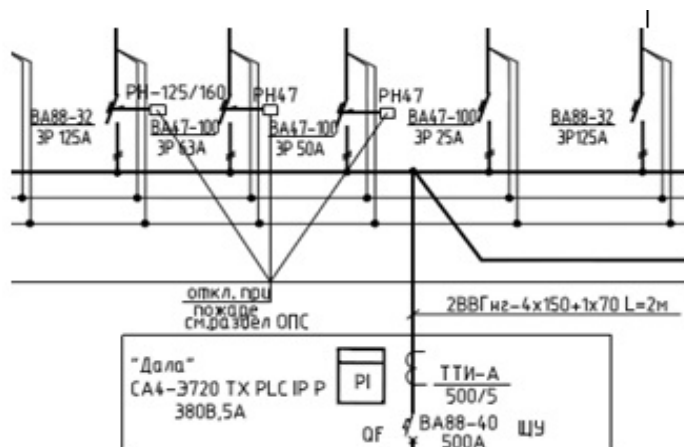 РН-125/160
РН47
РН47
ВА88-32
3Р 125А
ВА47-100
3Р 63А
ВА47-100
3Р 50А
ВА47-100
3Р 25А
ВА88-32
3Р125А
откл. при
пожаре
см.раздел ОПС
2ВВГнг-4х150+1х70 L=2м
"Дала"
СА4-Э720 ТХ PLC IP P
380В,5А
PI
ТТИ-А
500/5
QF
ВА88-40
500А
ЩУ